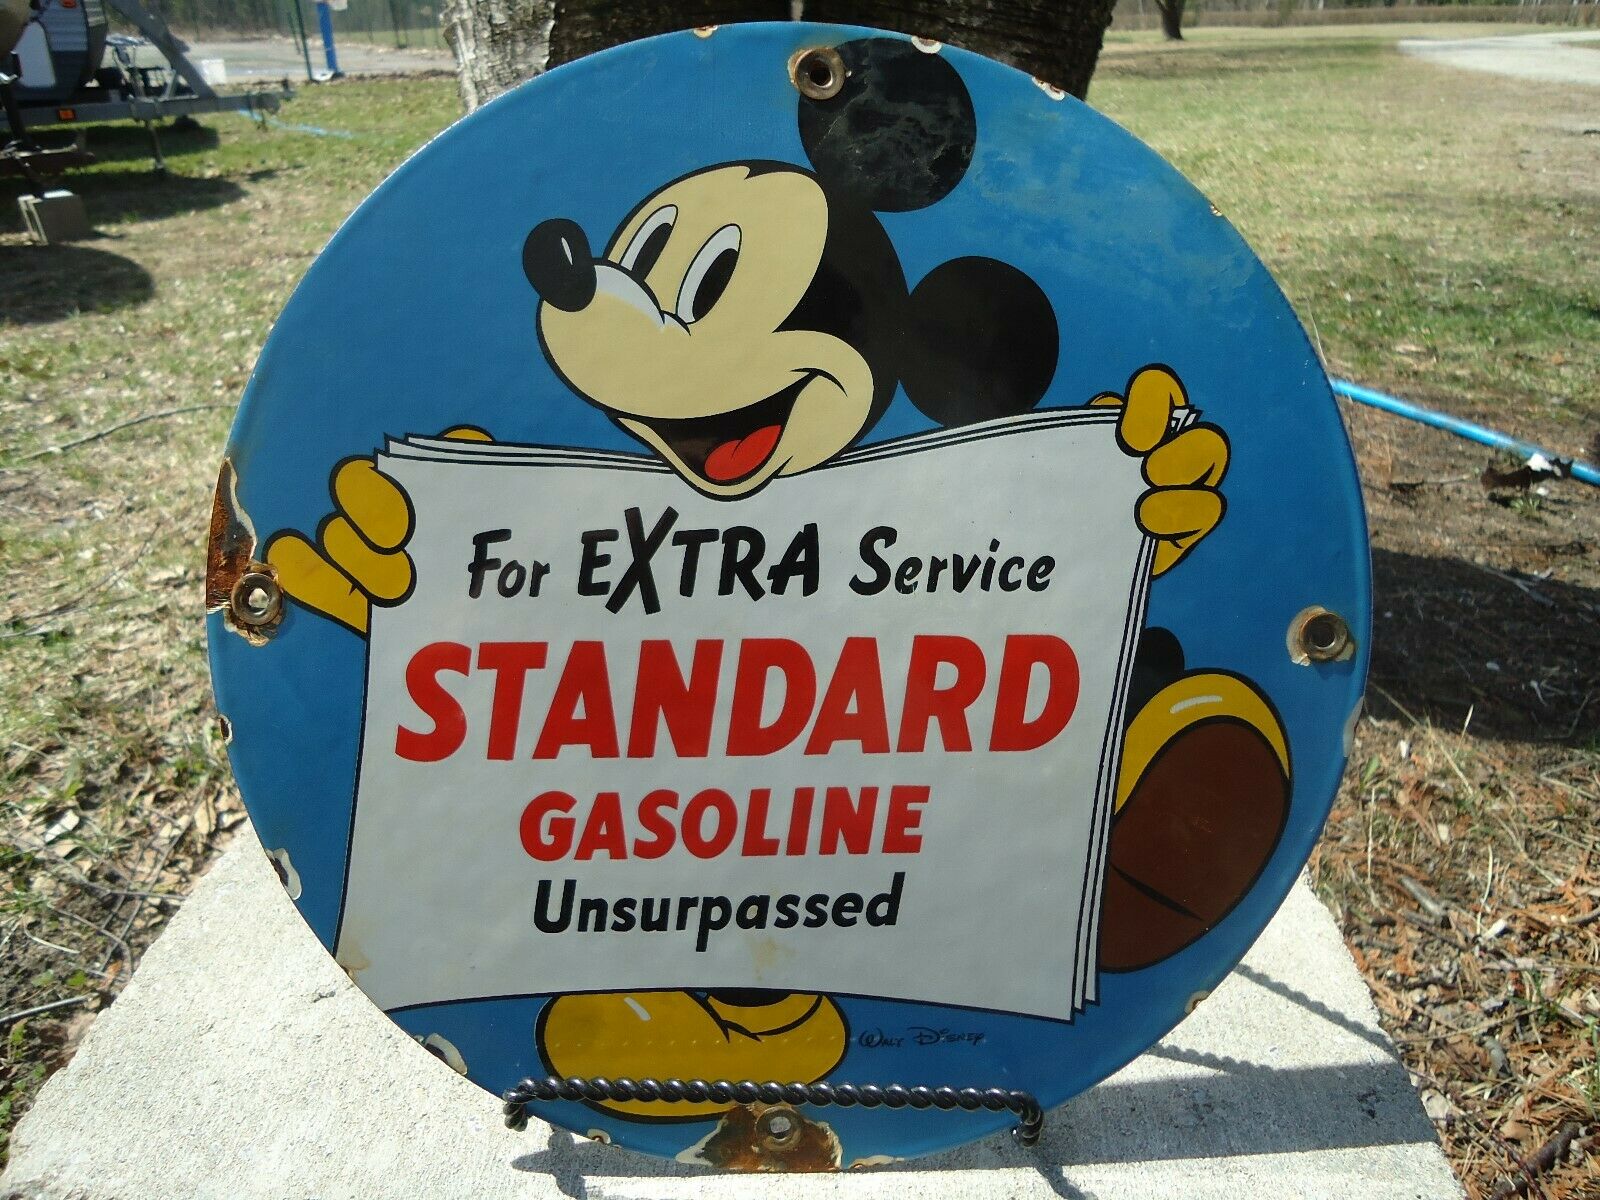 For EXTRA Service
STANDARD
GASOLINE
Unsurpassed
WALT DISNEY